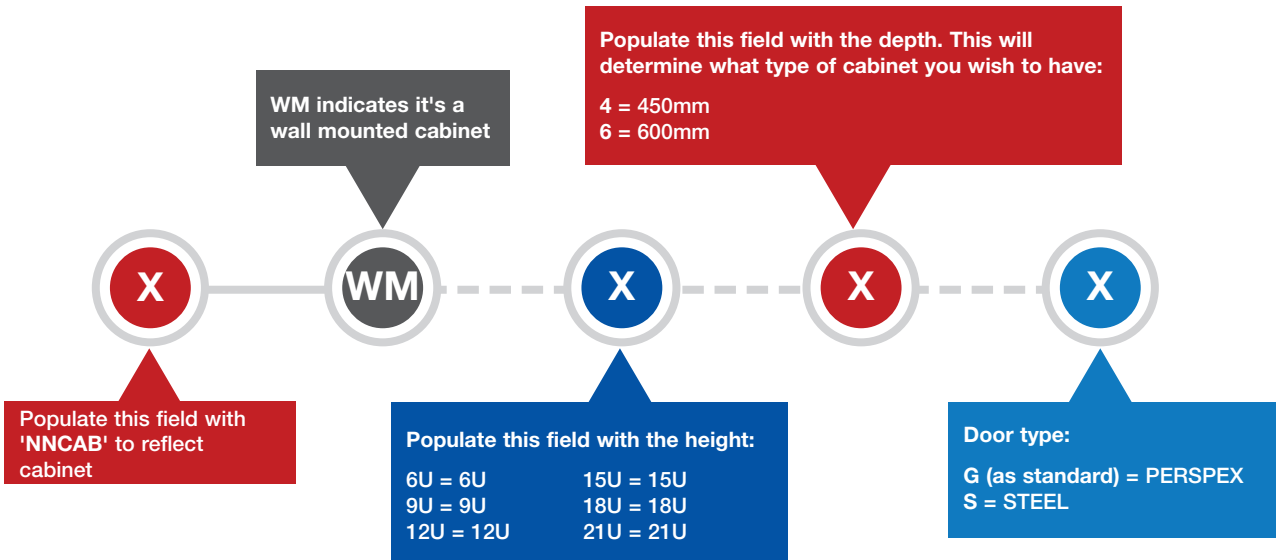 Populate this field with the depth. This will
determine what type of cabinet you wish to have:
4 = 450mm
6 = 600mm
WM indicates it's a
wall mounted cabinet
X
WM
X
X
X
Populate this field with
'NNCAB' to reflect
cabinet
Populate this field with the height:
6U = 6U 15U = 15U
9U = 9U 18U = 18U
12U = 12U 21U = 21U
Door type:
G (as standard) = PERSPEX
S = STEEL